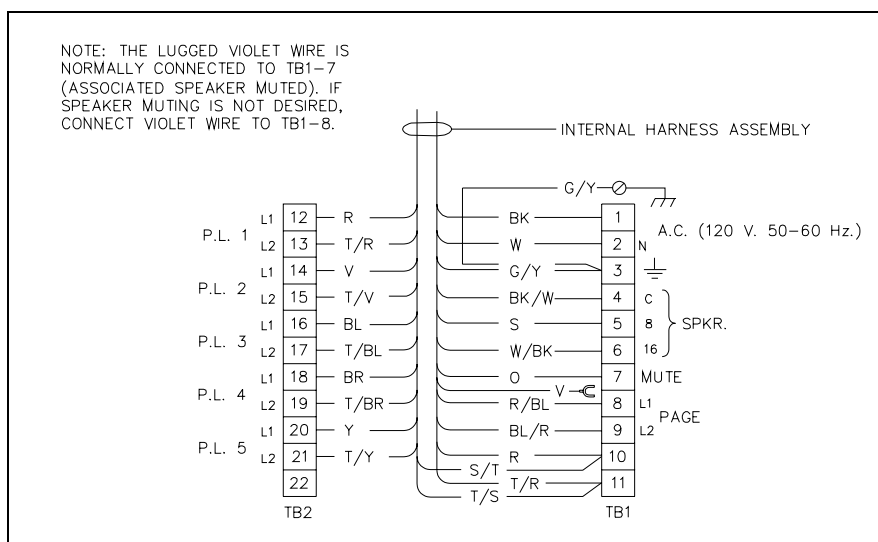 NOTE: THE LUGGED VIOLET WIRE IS
NORMALLY CONNECTED TO TB1-7
(ASSOCIATED SPEAKER MUTED). IF
SPEAKER MUTING IS NOT DESIRED,
CONNECT VIOLET WIRE TO TB1-8.
INTERNAL HARNESS ASSEMBLY
P.L. 1
L1 12 R
L2 13 T/R
P.L. 2
L1 14 V
L2 15 T/V
P.L. 3
L1 16 BL
L2 17 T/BL
P.L. 4
L1 18 BR
L2 19 T/BR
P.L. 5
L1 20 Y
L2 21 T/Y
22
TB2
G/Y
BK 1
W 2 N
A.C. (120 V. 50-60 Hz.)
G/Y 3
BK/W 4 C
S 5 8
W/BK 6 16
SPKR.
O 7 MUTE
V
R/BL 8 L1
BL/R 9 L2
PAGE
R 10
S/T
T/R 11
T/S
TB1